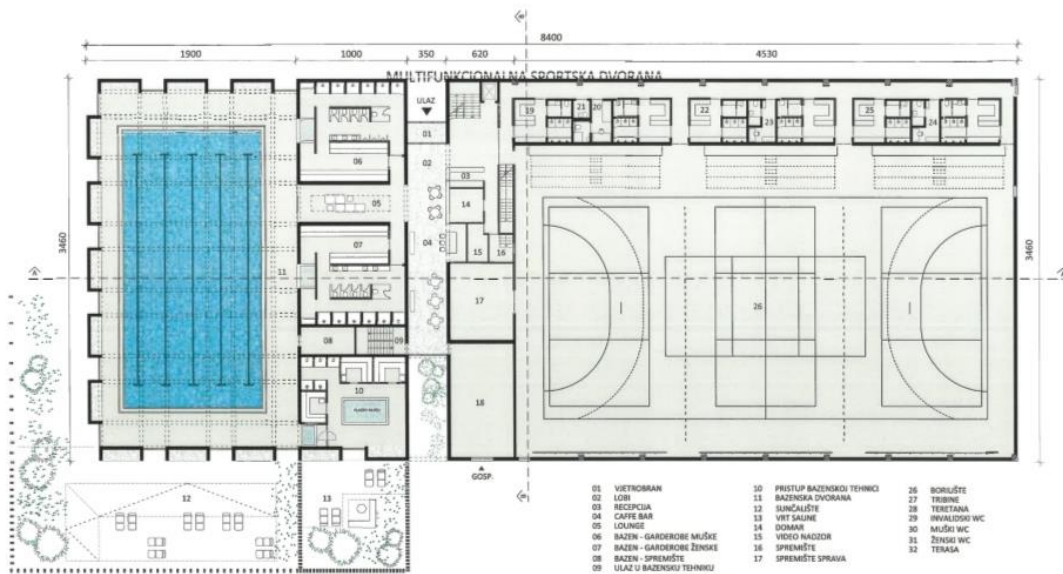 8400
1900 1000 350 620 4530
MULTIFUNKCIONALNA SPORTSKA DVORANA
ULAZ
01
02
03
04
05
06
07
08
09
10
11
12
13
14
15 16
17
18
19 21 20
22 23
25 24
26
3460
3460
A
B
GOSP.
01 VJETROBRAN
02 LOBI
03 RECEPCIJA
04 CAFFE BAR
05 LOUNGE
06 BAZEN - GARDEROBE MUŠKE
07 BAZEN - GARDEROBE ŽENSKE
08 BAZEN - SPREMIŠTE
09 ULAZ U BAZENSKU TEHNIKU
10 PRISTUP BAZENSKOJ TEHNICI
11 BAZENSKA DVORANA
12 SUNČALIŠTE
13 VRT SAUNE
14 DOMAR
15 VIDEO NADZOR
16 SPREMIŠTE
17 SPREMIŠTE SPRAVA
26 BORILIŠTE
27 TRIBINE
28 TERETANA
29 INVALIDSKI WC
30 MUŠKI WC
31 ŽENSKI WC
32 TERASA